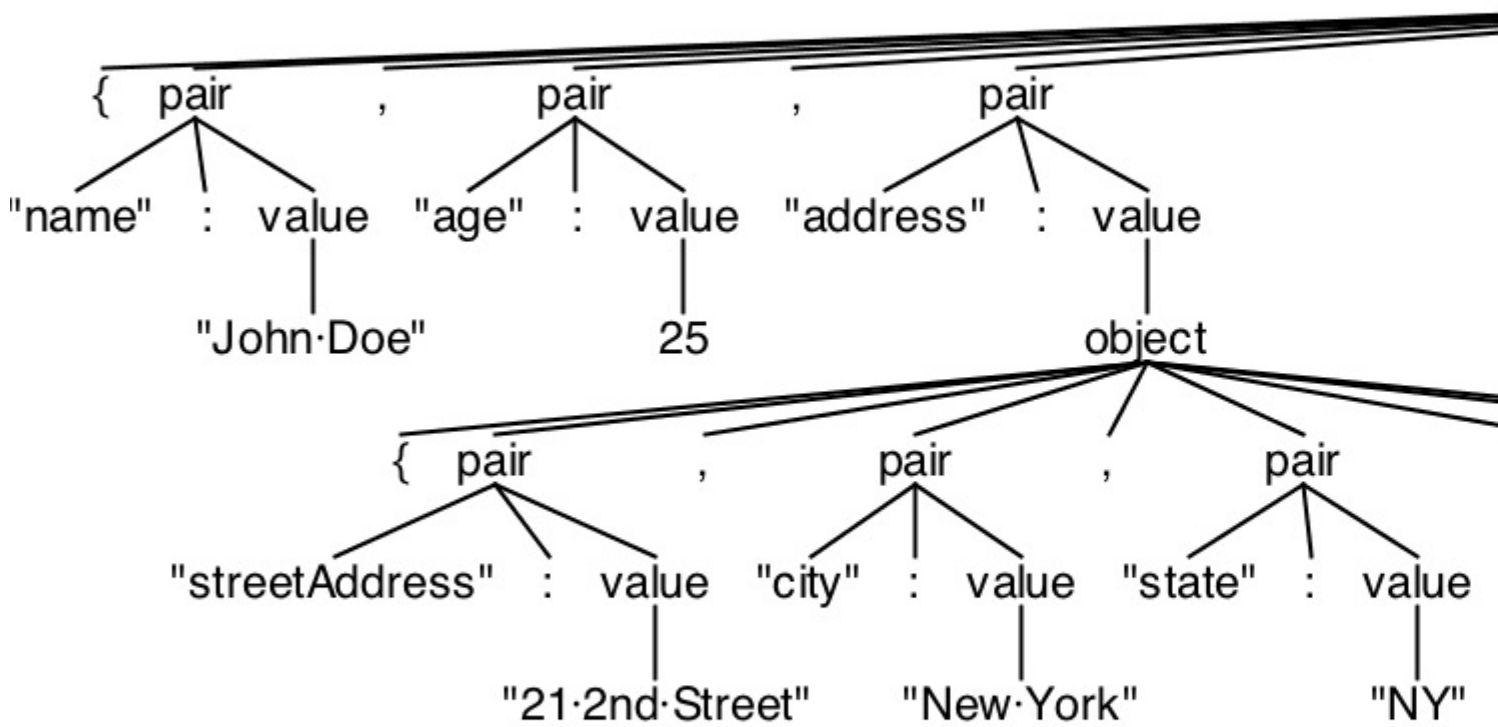 { pair , pair , pair
"name" : value "age" : value "address" : value
"John·Doe" 25 object
{ pair , pair , pair
"streetAddress" : value "city" : value "state" : value
"21·2nd·Street" "New·York" "NY"